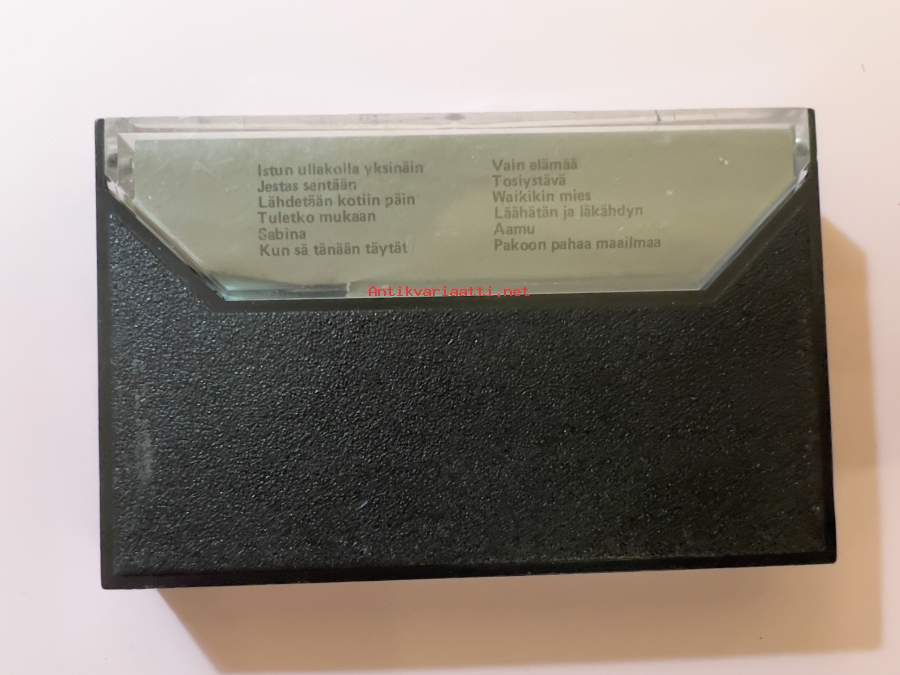 Istun ullakolla yksinäin
Jestas sentään
Lähdetään kotiin päin
Tuletko mukaan
Sabina
Kun sä tänään täytät
Vain elämää
Tosiystävä
Waikikin mies
Läähätän ja läkähdyn
Aamu
Pakoon pahaa maailmaa
Antikvariaatti.net